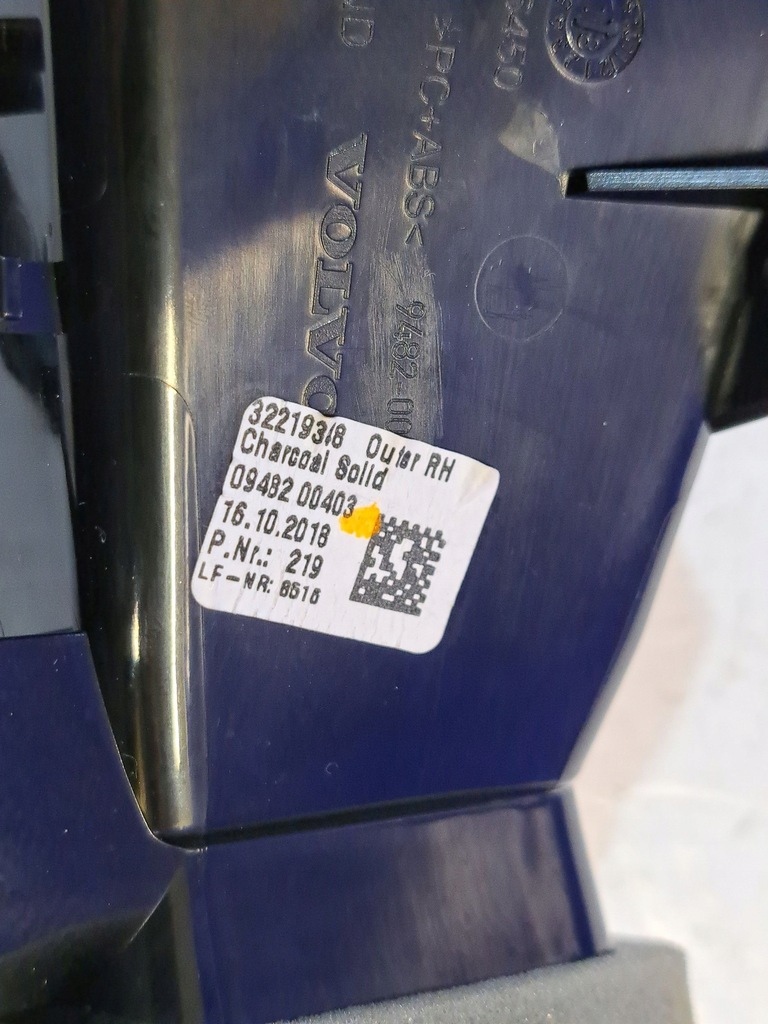 Outer RH
Charcoal Solid
09482 00403
16.10.2018
P.Nr.: 219
LF-NR: 8518
VOLVO
>PC+ABS<
9482-00
5450